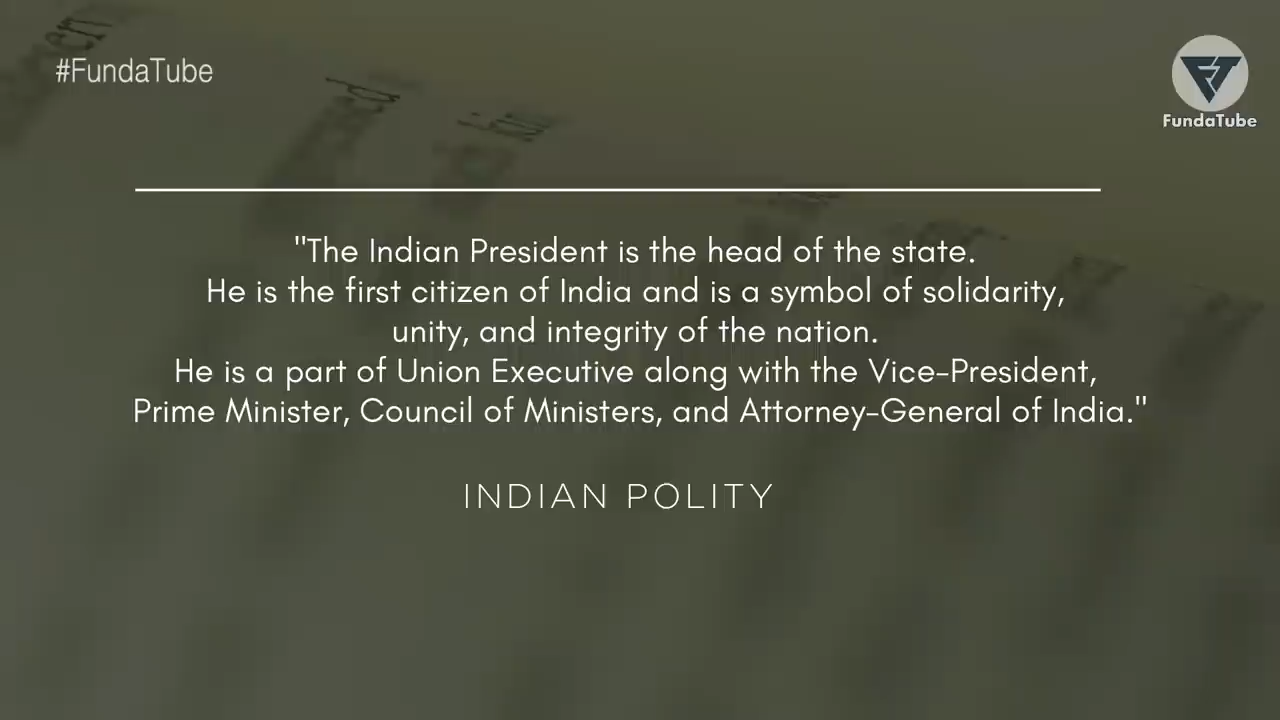 #FundaTube
FundaTube
"The Indian President is the head of the state.
He is the first citizen of India and is a symbol of solidarity,
unity, and integrity of the nation.
He is a part of Union Executive along with the Vice-President,
Prime Minister, Council of Ministers, and Attorney-General of India."
INDIAN POLITY